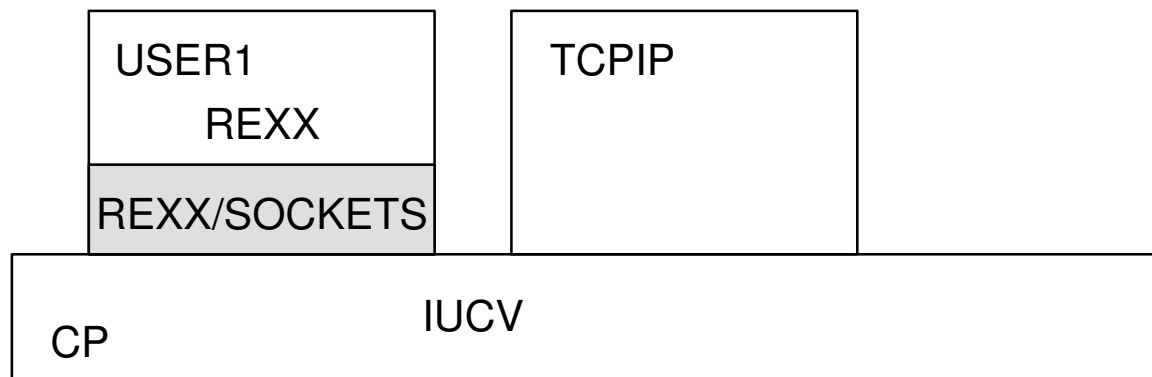 USER1
REXX
REXX/SOCKETS
TCPIP
IUCV
CP